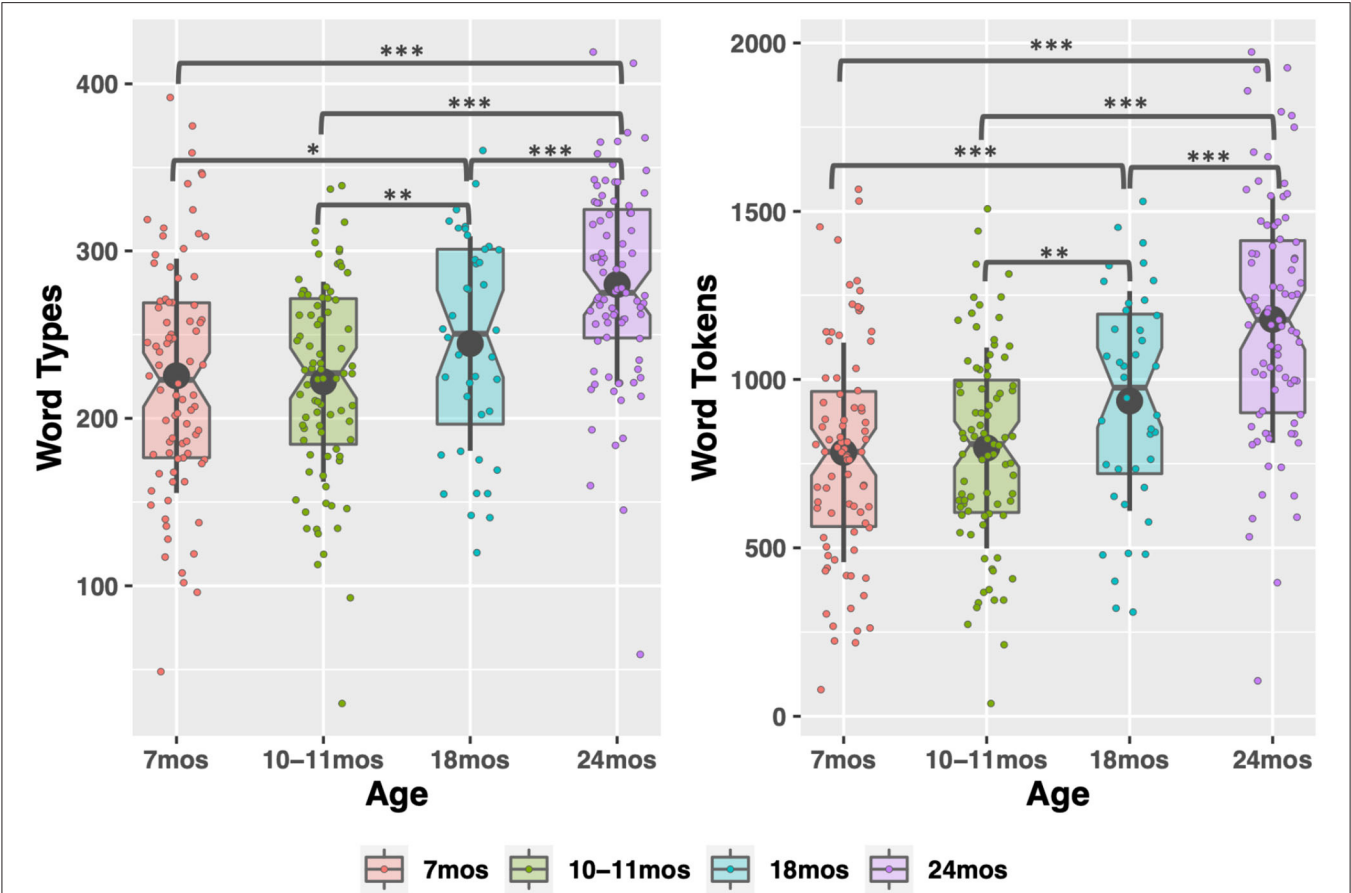 ***
***
*
***
**
400
300
200
100
Word Types
7mos
10–11mos
18mos
24mos
Age
***
***
***
***
**
2000
1500
1000
500
0
Word Tokens
7mos
10–11mos
18mos
24mos
Age
7mos
10–11mos
18mos
24mos